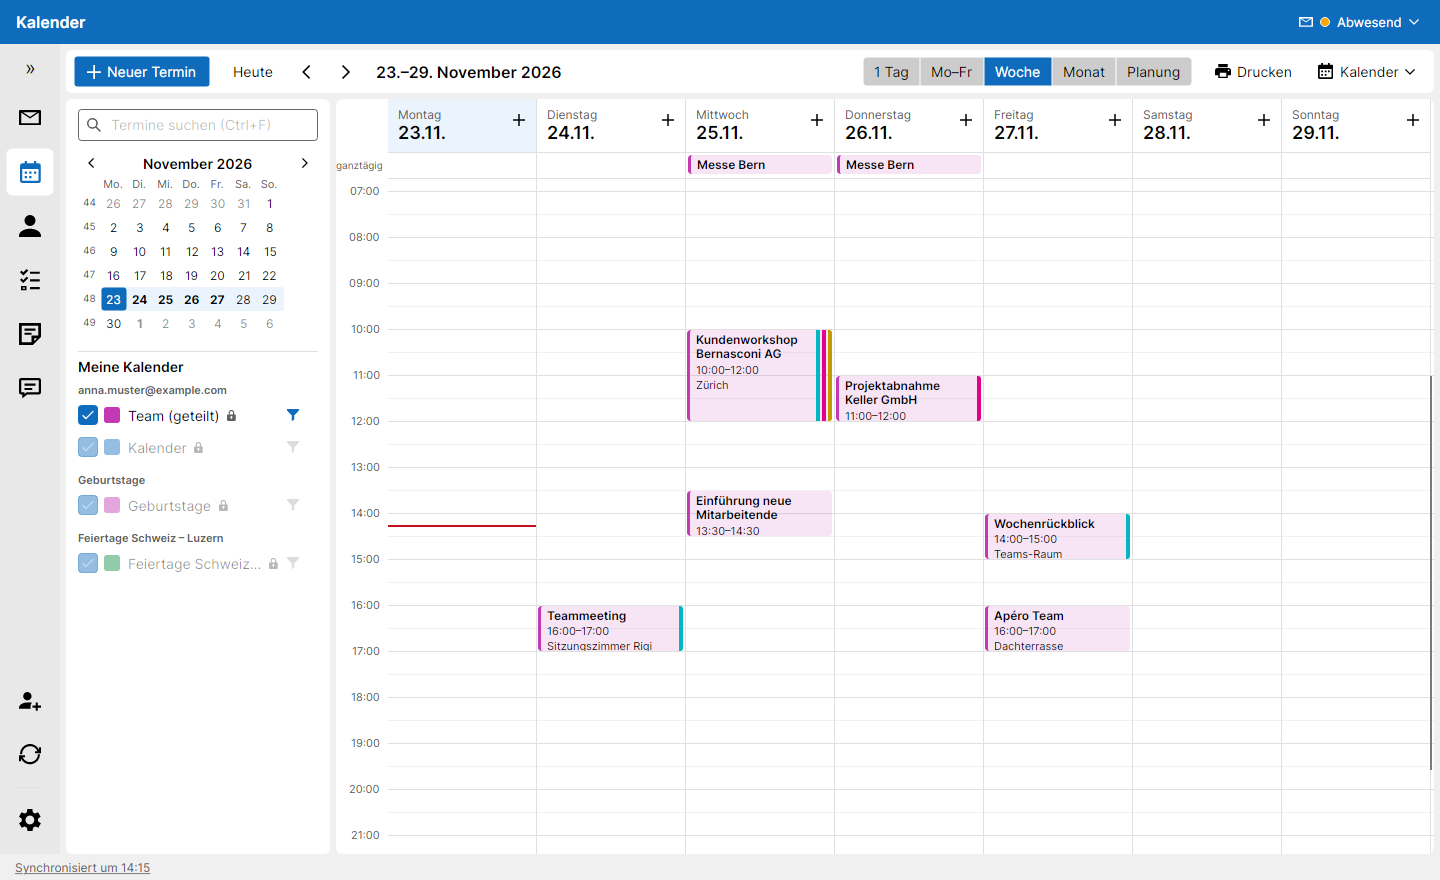 Kalender
Abwesend
Neuer Termin
Heute
23.–29. November 2026
1 Tag
Mo–Fr
Woche
Monat
Planung
Drucken
Kalender
Termine suchen (Ctrl+F)
November 2026
Mo. Di. Mi. Do. Fr. Sa. So.
44 26 27 28 29 30 31 1
45 2 3 4 5 6 7 8
46 9 10 11 12 13 14 15
47 16 17 18 19 20 21 22
48 23 24 25 26 27 28 29
49 30 1 2 3 4 5 6
Meine Kalender
anna.muster@example.com
Team (geteilt)
Kalender
Geburtstage
Geburtstage
Feiertage Schweiz – Luzern
Feiertage Schweiz...
Montag
23.11.
Dienstag
24.11.
Mittwoch
25.11.
Donnerstag
26.11.
Freitag
27.11.
Samstag
28.11.
Sonntag
29.11.
ganztägig
Messe Bern
Messe Bern
07:00
08:00
09:00
10:00
11:00
12:00
13:00
14:00
15:00
16:00
17:00
18:00
19:00
20:00
21:00
Teammeeting
16:00–17:00
Sitzungszimmer Rigi
Kundenworkshop
Bernasconi AG
10:00–12:00
Zürich
Einführung neue
Mitarbeitende
13:30–14:30
Projektabnahme
Keller GmbH
11:00–12:00
Wochenrückblick
14:00–15:00
Teams-Raum
Apéro Team
16:00–17:00
Dachterrasse
Synchronisiert um 14:15